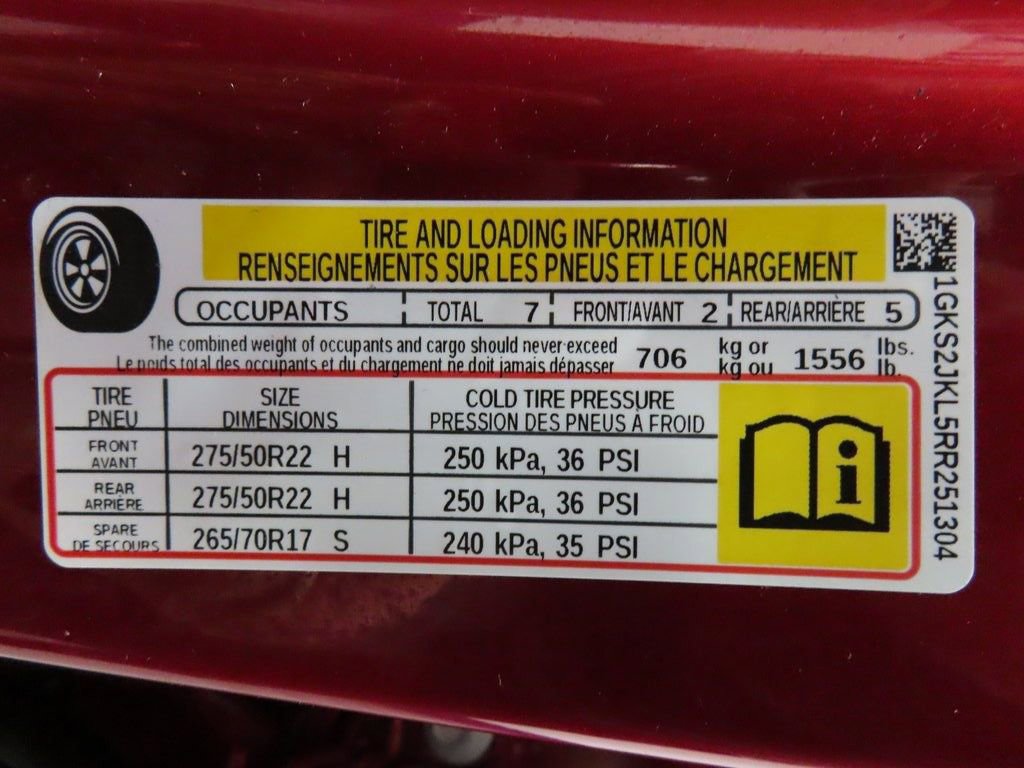 TIRE AND LOADING INFORMATION
RENSEIGNEMENTS SUR LES PNEUS ET LE CHARGEMENT
OCCUPANTS TOTAL 7 FRONT/AVANT 2 REAR/ARRIÈRE 5
The combined weight of occupants and cargo should never exceed 706 kg or 1556 lbs.
Le poids total des occupants et du chargement ne doit jamais dépasser kg ou lb.
TIRE SIZE COLD TIRE PRESSURE
PNEU DIMENSIONS PRESSION DES PNEUS À FROID
FRONT
AVANT 275/50R22 H 250 kPa, 36 PSI
REAR
ARRIÈRE 275/50R22 H 250 kPa, 36 PSI
SPARE
DE SECOURS 265/70R17 S 240 kPa, 35 PSI
i
1GKS2JKL5RR251304